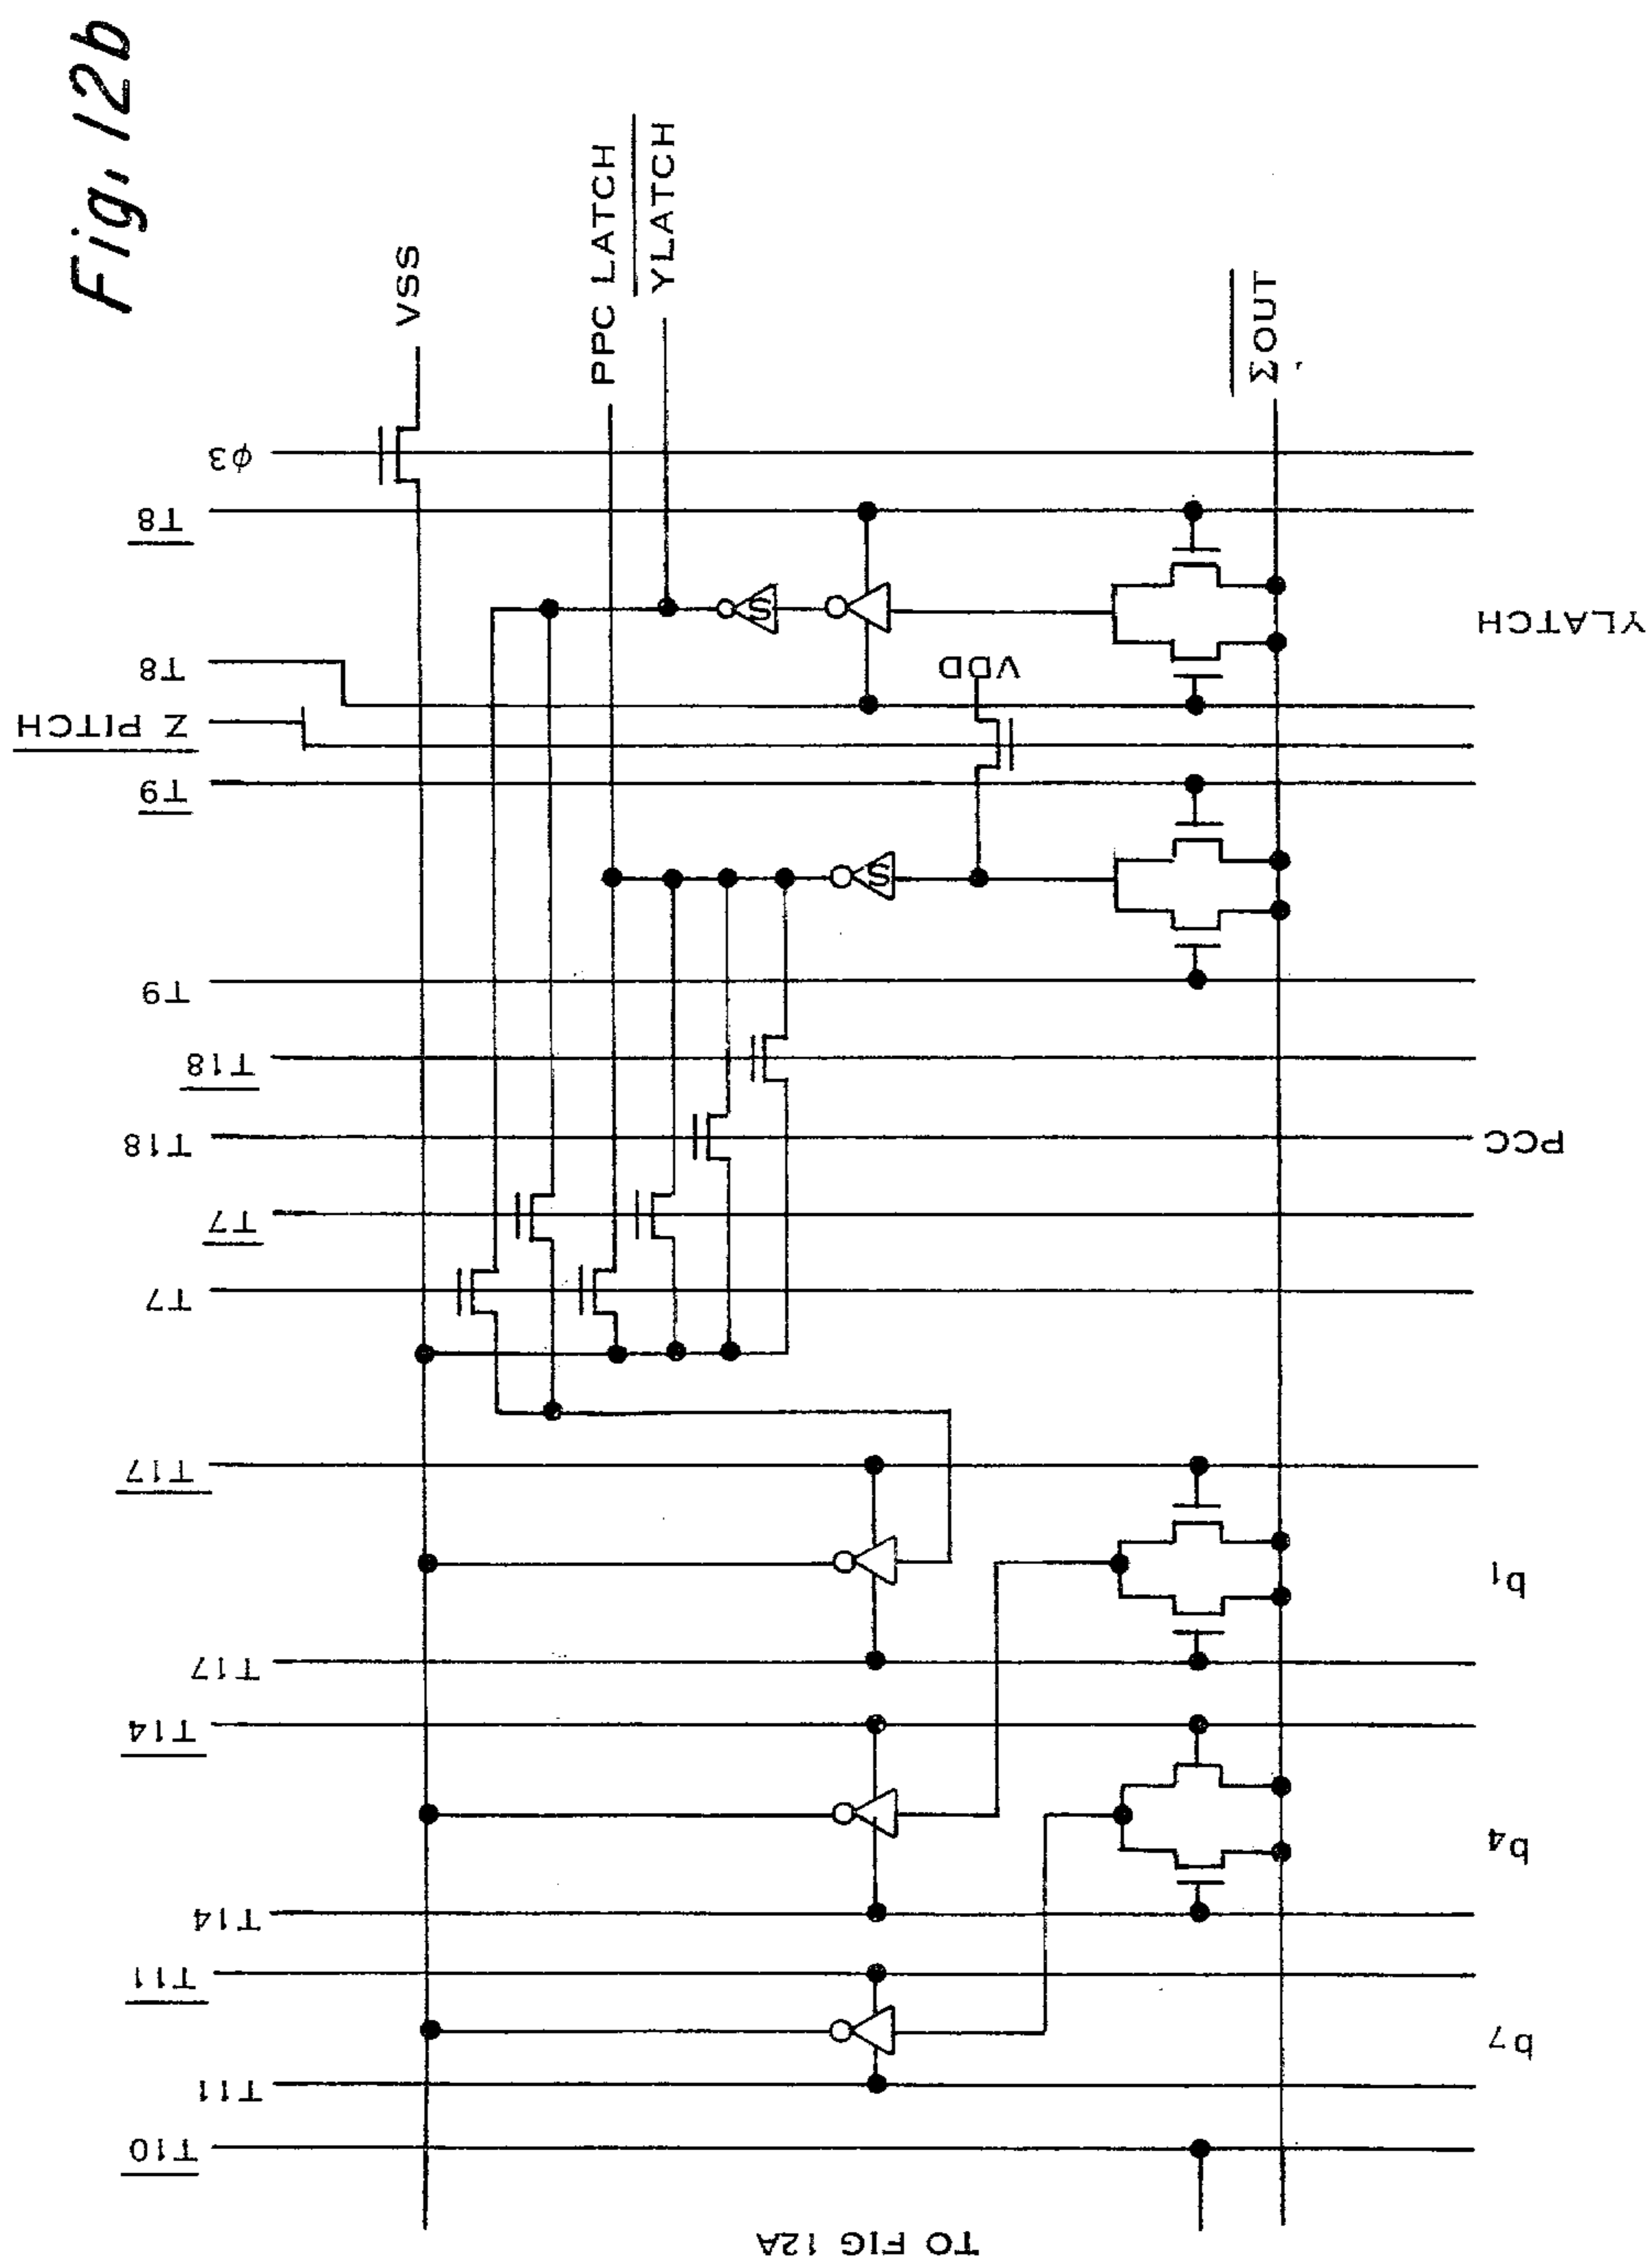 Fig. 12b
VSS
PPC LATCH
YLATCH
ΣOUT
φ3
T8
T8
Z PITCH
T9
T9
T18
T18
T7
T7
T17
T17
T14
T14
T11
T11
T10
S
VDD
S
YLATCH
PCC
b1
b4
b7
TO FIG 12A